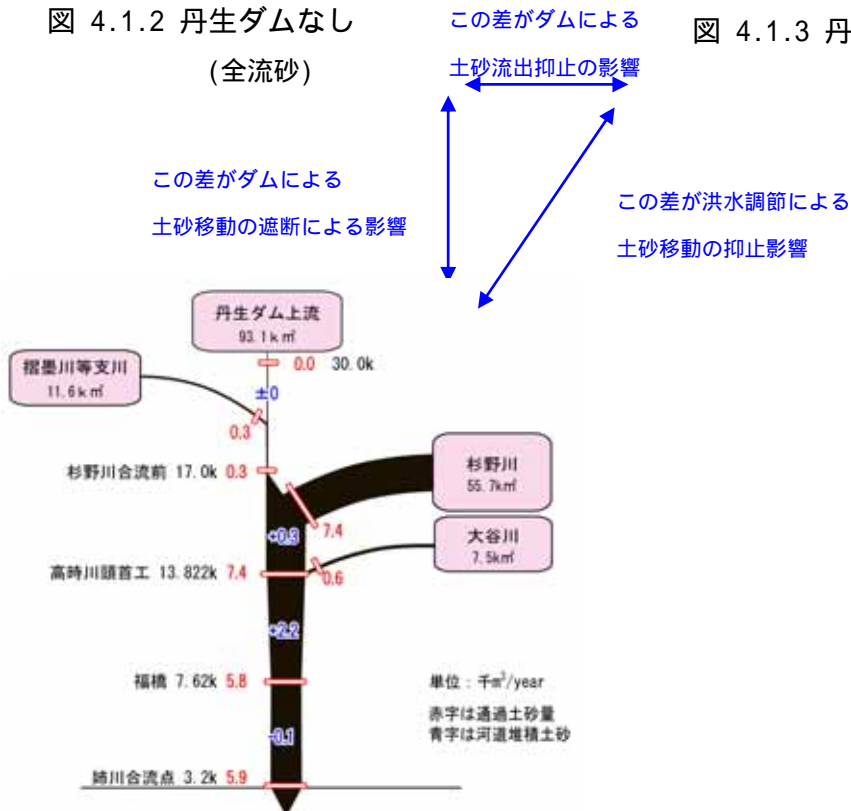 図 4.1.2 丹生ダムなし
(全流砂)
この差がダムによる
土砂流出抑止の影響
図 4.1.3 丹
この差がダムによる
土砂移動の遮断による影響
この差が洪水調節による
土砂移動の抑止影響
丹生ダム上流
93.1k㎡
0.0 30.0k
摺墨川等支川
11.6k㎡
±0
0.3
杉野川合流前 17.0k 0.3
杉野川
55.7k㎡
7.4
+0.3
大谷川
7.5k㎡
高時川頭首工 13.822k 7.4
0.6
+2.2
福橋 7.62k 5.8
単位:千m³/year
赤字は通過土砂量
青字は河道堆積土砂
-0.1
姉川合流点 3.2k 5.9